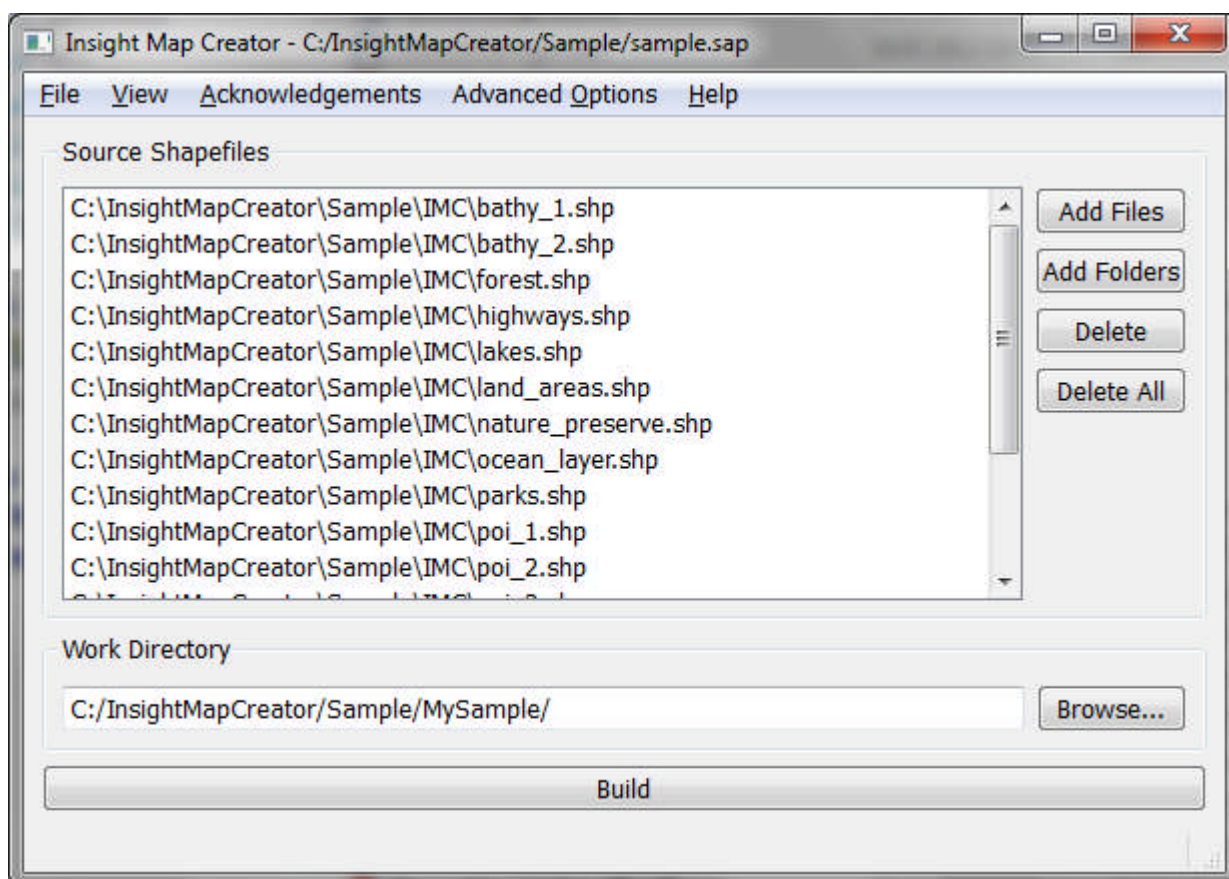 Insight Map Creator - C:/InsightMapCreator/Sample/sample.sap
File View Acknowledgements Advanced Options Help
Source Shapefiles
C:\InsightMapCreator\Sample\IMC\bathy_1.shp
C:\InsightMapCreator\Sample\IMC\bathy_2.shp
C:\InsightMapCreator\Sample\IMC\forest.shp
C:\InsightMapCreator\Sample\IMC\highways.shp
C:\InsightMapCreator\Sample\IMC\lakes.shp
C:\InsightMapCreator\Sample\IMC\land_areas.shp
C:\InsightMapCreator\Sample\IMC\nature_preserve.shp
C:\InsightMapCreator\Sample\IMC\ocean_layer.shp
C:\InsightMapCreator\Sample\IMC\parks.shp
C:\InsightMapCreator\Sample\IMC\poi_1.shp
C:\InsightMapCreator\Sample\IMC\poi_2.shp
Add Files
Add Folders
Delete
Delete All
Work Directory
C:/InsightMapCreator/Sample/MySample/
Browse...
Build